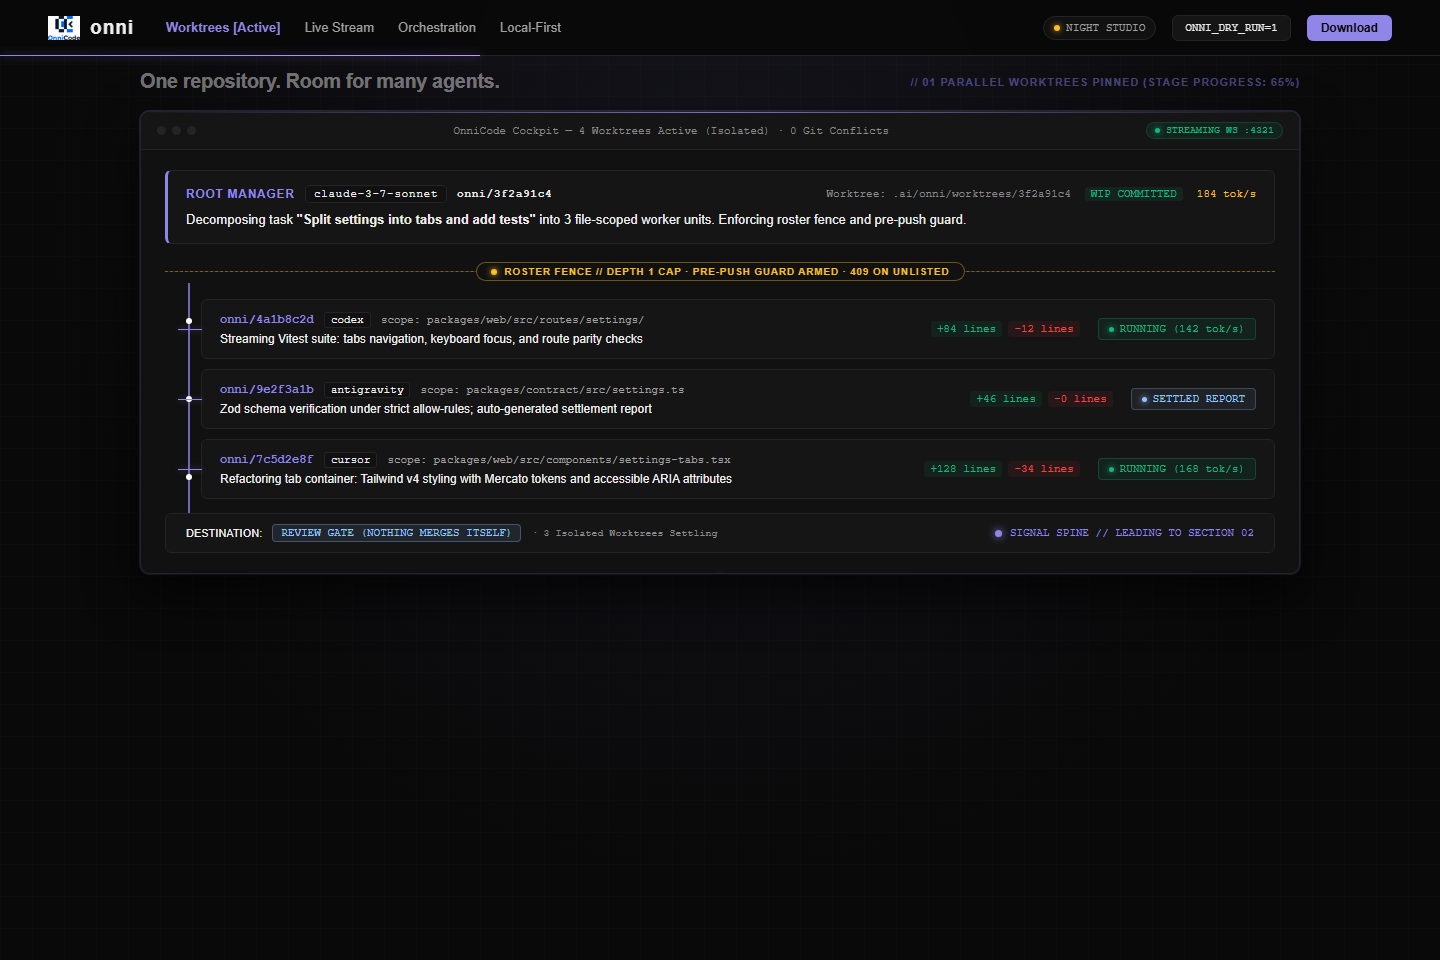 OnniCode
onni
Worktrees [Active]
Live Stream
Orchestration
Local-First
NIGHT STUDIO
ONNI_DRY_RUN=1
Download
One repository. Room for many agents.
// 01 PARALLEL WORKTREES PINNED (STAGE PROGRESS: 65%)
OnniCode Cockpit — 4 Worktrees Active (Isolated) · 0 Git Conflicts
STREAMING WS :4321
ROOT MANAGER claude-3-7-sonnet onni/3f2a91c4
Worktree: .ai/onni/worktrees/3f2a91c4 WIP COMMITTED 184 tok/s
Decomposing task "Split settings into tabs and add tests" into 3 file-scoped worker units. Enforcing roster fence and pre-push guard.
ROSTER FENCE // DEPTH 1 CAP · PRE-PUSH GUARD ARMED · 409 ON UNLISTED
onni/4a1b8c2d codex scope: packages/web/src/routes/settings/
Streaming Vitest suite: tabs navigation, keyboard focus, and route parity checks
+84 lines −12 lines RUNNING (142 tok/s)
onni/9e2f3a1b antigravity scope: packages/contract/src/settings.ts
Zod schema verification under strict allow-rules; auto-generated settlement report
+46 lines −0 lines SETTLED REPORT
onni/7c5d2e8f cursor scope: packages/web/src/components/settings-tabs.tsx
Refactoring tab container: Tailwind v4 styling with Mercato tokens and accessible ARIA attributes
+128 lines −34 lines RUNNING (168 tok/s)
DESTINATION: REVIEW GATE (NOTHING MERGES ITSELF) · 3 Isolated Worktrees Settling
SIGNAL SPINE // LEADING TO SECTION 02